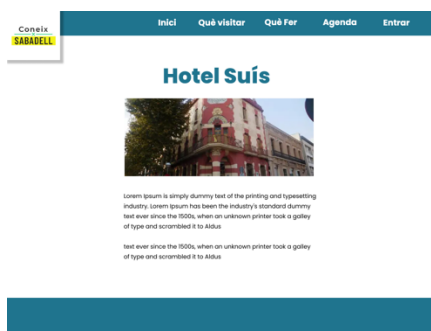 Coneix
SABADELL
Inici Què visitar Què Fer Agenda Entrar
Hotel Suís
Lorem Ipsum is simply dummy text of the printing and typesetting
industry. Lorem Ipsum has been the industry's standard dummy
text ever since the 1500s, when an unknown printer took a galley
of type and scrambled it to Aldus
text ever since the 1500s, when an unknown printer took a galley
of type and scrambled it to Aldus